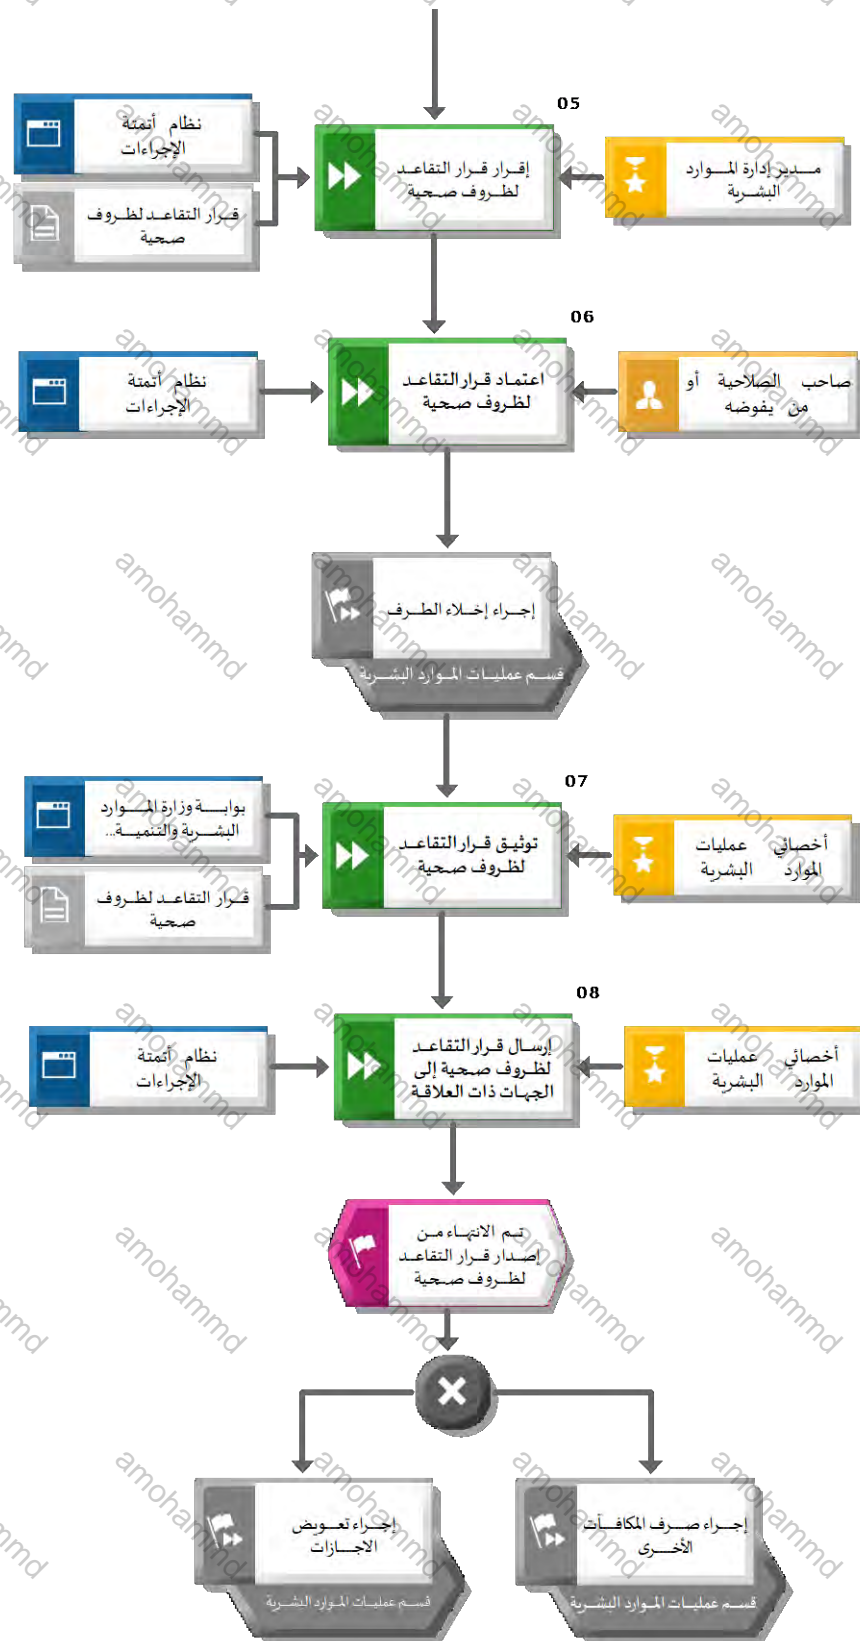 05
مدير إدارة الموارد
البشرية
إقرار قرار التقاعد
لظروف صحية
نظام أتمتة
الإجراءات
قرار التقاعد لظروف
صحية
06
صاحب الصلاحية أو
من يفوضه
اعتماد قرار التقاعد
لظروف صحية
نظام أتمتة
الإجراءات
إجراء إخلاء الطرف
قسم عمليات الموارد البشرية
07
أخصائي عمليات
الموارد البشرية
توثيق قرار التقاعد
لظروف صحية
بوابة وزارة الموارد
البشرية والتنمية...
قرار التقاعد لظروف
صحية
08
أخصائي عمليات
الموارد البشرية
إرسال قرار التقاعد
لظروف صحية إلى
الجهات ذات العلاقة
نظام أتمتة
الإجراءات
تم الانتهاء من
إصدار قرار التقاعد
لظروف صحية
إجراء صرف المكافآت
الأخرى
قسم عمليات الموارد البشرية
إجراء تعويض
الاجازات
قسم عمليات الموارد البشرية
amohammd